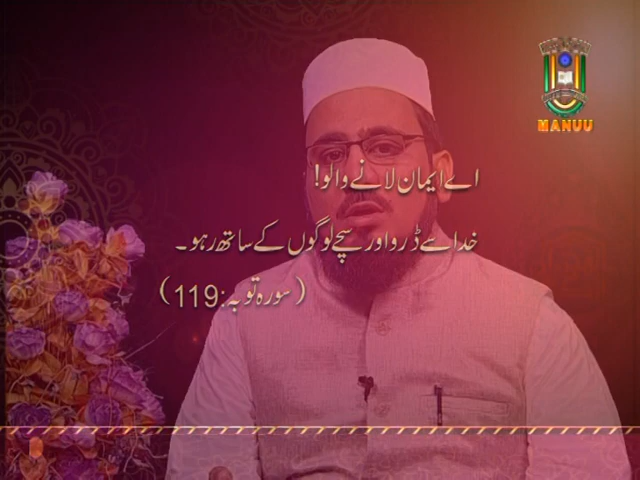 MANUU
اے ایمان لانے والو!
خدا سے ڈرو اور سچے لوگوں کے ساتھ رہو۔
(سورہ توبہ:119)